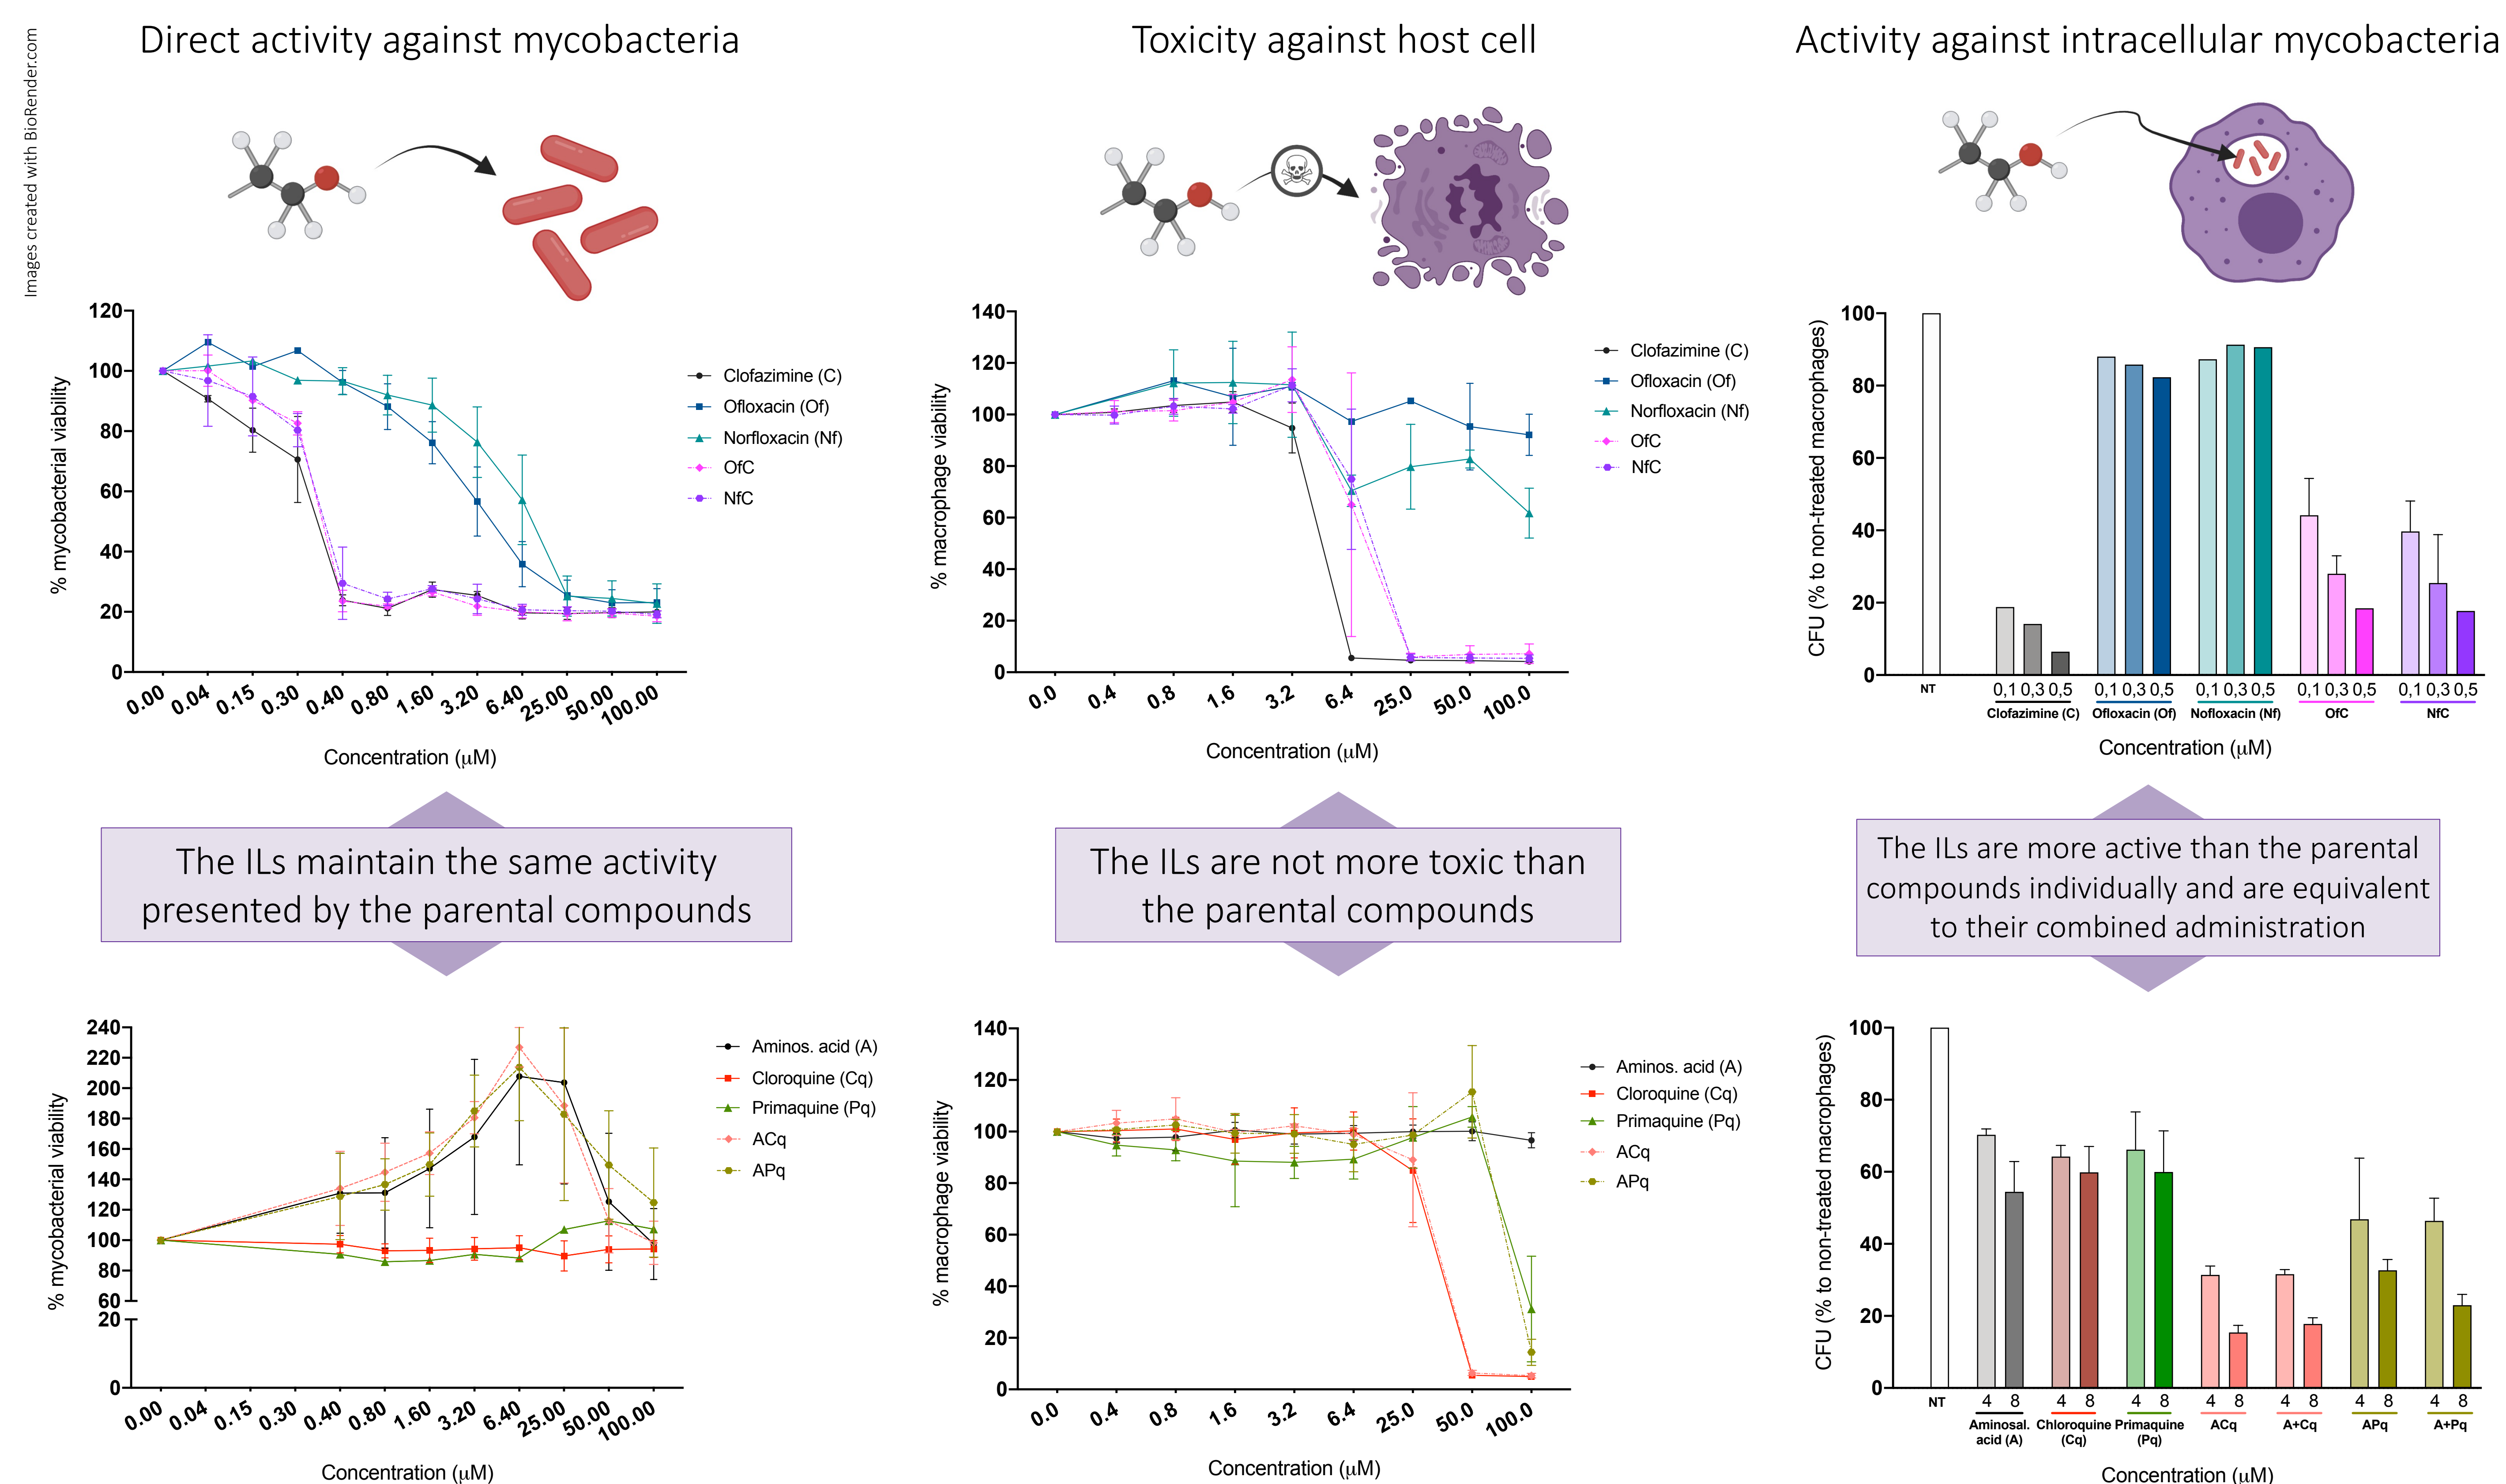 Images created with BioRender.com
Direct activity against mycobacteria
Toxicity against host cell
Activity against intracellular mycobacteria
% mycobacterial viability
120
100
80
60
40
20
0
0.00 0.04 0.15 0.30 0.40 0.80 1.60 3.20 6.40 25.00 50.00 100.00
Concentration (μM)
Clofazimine (C)
Ofloxacin (Of)
Norfloxacin (Nf)
OfC
NfC
% macrophage viability
140
120
100
80
60
40
20
0
0.0 0.4 0.8 1.6 3.2 6.4 25.0 50.0 100.0
Concentration (μM)
Clofazimine (C)
Ofloxacin (Of)
Norfloxacin (Nf)
OfC
NfC
CFU (% to non-treated macrophages)
100
80
60
40
20
0
NT
0,1 0,3 0,5 0,1 0,3 0,5 0,1 0,3 0,5 0,1 0,3 0,5 0,1 0,3 0,5
Clofazimine (C) Ofloxacin (Of) Nofloxacin (Nf) OfC NfC
Concentration (μM)
The ILs maintain the same activity
presented by the parental compounds
The ILs are not more toxic than
the parental compounds
The ILs are more active than the parental
compounds individually and are equivalent
to their combined administration
% mycobacterial viability
240
220
200
180
160
140
120
100
80
60
20
0
0.00 0.04 0.15 0.30 0.40 0.80 1.60 3.20 6.40 25.00 50.00 100.00
Concentration (μM)
Aminos. acid (A)
Cloroquine (Cq)
Primaquine (Pq)
ACq
APq
% macrophage viability
140
120
100
80
60
40
20
0
0.0 0.4 0.8 1.6 3.2 6.4 25.0 50.0 100.0
Concentration (μM)
Aminos. acid (A)
Cloroquine (Cq)
Primaquine (Pq)
ACq
APq
CFU (% to non-treated macrophages)
100
80
60
40
20
0
NT
4 8 4 8 4 8 4 8 4 8 4 8 4 8
Aminosal. Chloroquine Primaquine ACq A+Cq APq A+Pq
acid (A) (Cq) (Pq)
Concentration (μM)